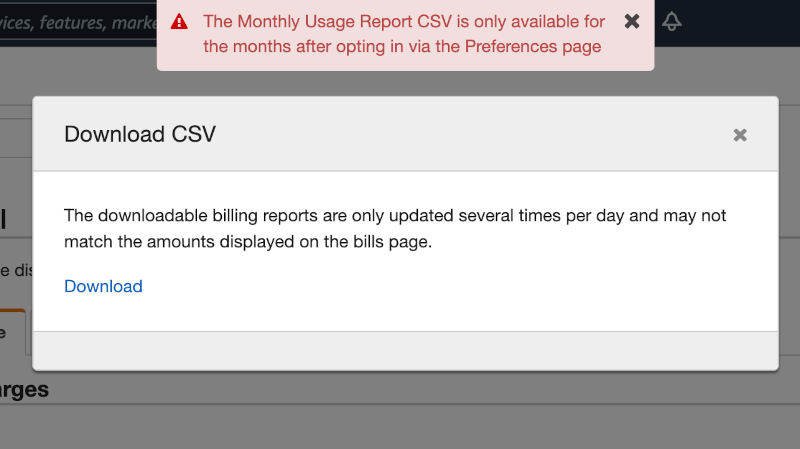 vices, features, marke
The Monthly Usage Report CSV is only available for
the months after opting in via the Preferences page
Download CSV
The downloadable billing reports are only updated several times per day and may not
match the amounts displayed on the bills page.
Download
l
e dis
e
arges